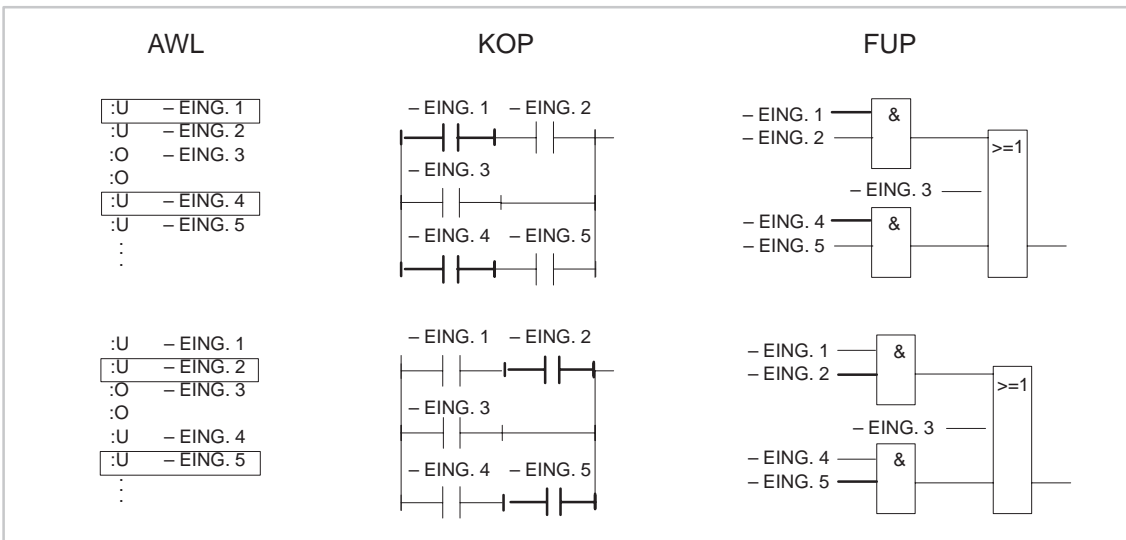 AWL KOP FUP
:U – EING. 1
:U – EING. 2
:O – EING. 3
:O
:U – EING. 4
:U – EING. 5
:
– EING. 1 – EING. 2
– EING. 3
– EING. 4 – EING. 5
– EING. 1 &
– EING. 2
>=1
– EING. 3
– EING. 4 &
– EING. 5
:U – EING. 1
:U – EING. 2
:O – EING. 3
:O
:U – EING. 4
:U – EING. 5
:
– EING. 1 – EING. 2
– EING. 3
– EING. 4 – EING. 5
– EING. 1 &
– EING. 2
>=1
– EING. 3
– EING. 4 &
– EING. 5